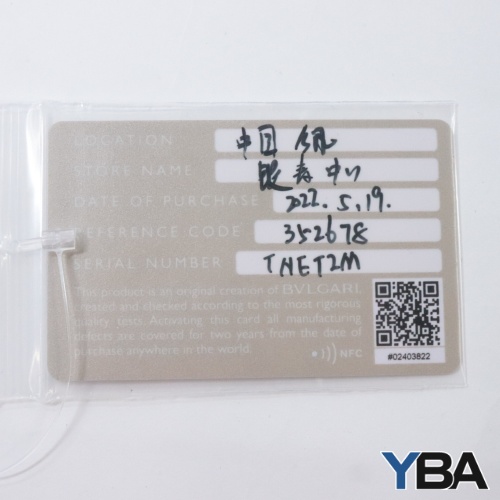 LOCATION 中国
STORE NAME 中心
DATE OF PURCHASE 2022.5.19.
REFERENCE CODE 352678
SERIAL NUMBER TNET2M
This product is an original creation of BVLGARI,
created and checked according to the most rigorous
quality tests. Activating this card all manufacturing
defects are covered for two years from the date of
purchase anywhere in the world.
NFC
#02403822
YBA